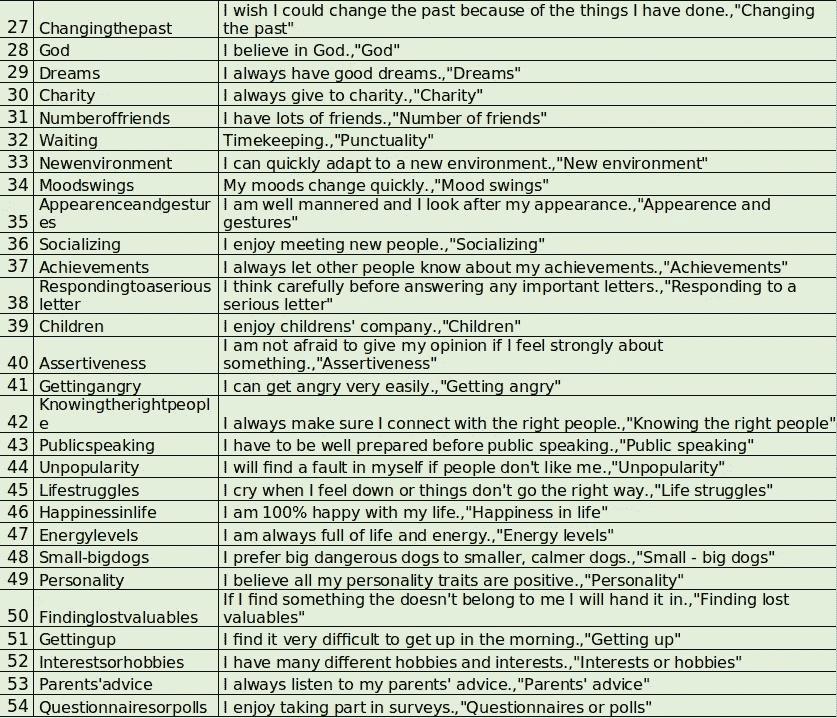 27 Changingthepast I wish I could change the past because of the things I have done.,"Changing
the past"
28 God I believe in God.,"God"
29 Dreams I always have good dreams.,"Dreams"
30 Charity I always give to charity.,"Charity"
31 Numberoffriends I have lots of friends.,"Number of friends"
32 Waiting Timekeeping.,"Punctuality"
33 Newenvironment I can quickly adapt to a new environment.,"New environment"
34 Moodswings My moods change quickly.,"Mood swings"
Appearenceandgestur I am well mannered and I look after my appearance.,"Appearence and
35 es gestures"
36 Socializing I enjoy meeting new people.,"Socializing"
37 Achievements I always let other people know about my achievements.,"Achievements"
Respondingtoaserious I think carefully before answering any important letters.,"Responding to a
38 letter serious letter"
39 Children I enjoy childrens' company.,"Children"
I am not afraid to give my opinion if I feel strongly about
40 Assertiveness something.,"Assertiveness"
41 Gettingangry I can get angry very easily.,"Getting angry"
Knowingtherightpeopl
42 e I always make sure I connect with the right people.,"Knowing the right people"
43 Publicspeaking I have to be well prepared before public speaking.,"Public speaking"
44 Unpopularity I will find a fault in myself if people don't like me.,"Unpopularity"
45 Lifestruggles I cry when I feel down or things don't go the right way.,"Life struggles"
46 Happinessinlife I am 100% happy with my life.,"Happiness in life"
47 Energylevels I am always full of life and energy.,"Energy levels"
48 Small-bigdogs I prefer big dangerous dogs to smaller, calmer dogs.,"Small - big dogs"
49 Personality I believe all my personality traits are positive.,"Personality"
If I find something the doesn't belong to me I will hand it in.,"Finding lost
50 Findinglostvaluables valuables"
51 Gettingup I find it very difficult to get up in the morning.,"Getting up"
52 Interestsorhobbies I have many different hobbies and interests.,"Interests or hobbies"
53 Parents'advice I always listen to my parents' advice.,"Parents' advice"
54 Questionnairesorpolls I enjoy taking part in surveys.,"Questionnaires or polls"